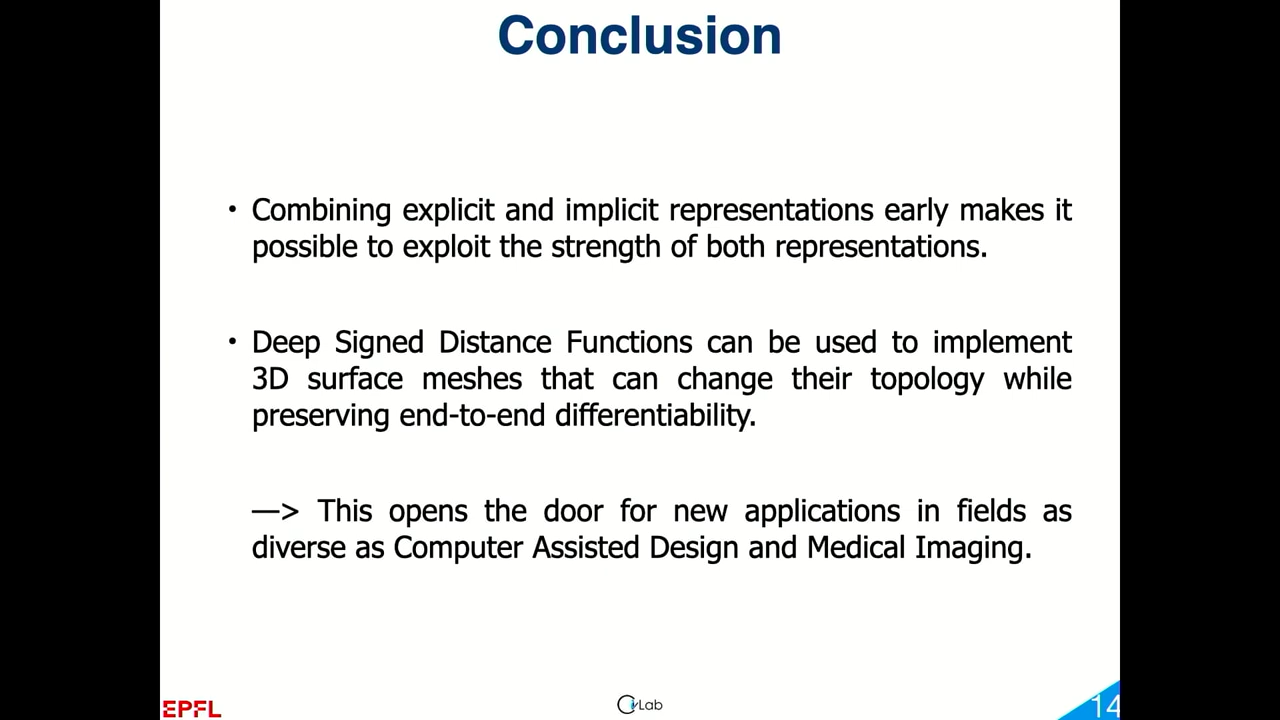 Conclusion
• Combining explicit and implicit representations early makes it
possible to exploit the strength of both representations.
• Deep Signed Distance Functions can be used to implement
3D surface meshes that can change their topology while
preserving end-to-end differentiability.
—> This opens the door for new applications in fields as
diverse as Computer Assisted Design and Medical Imaging.
EPFL
CVLab
14